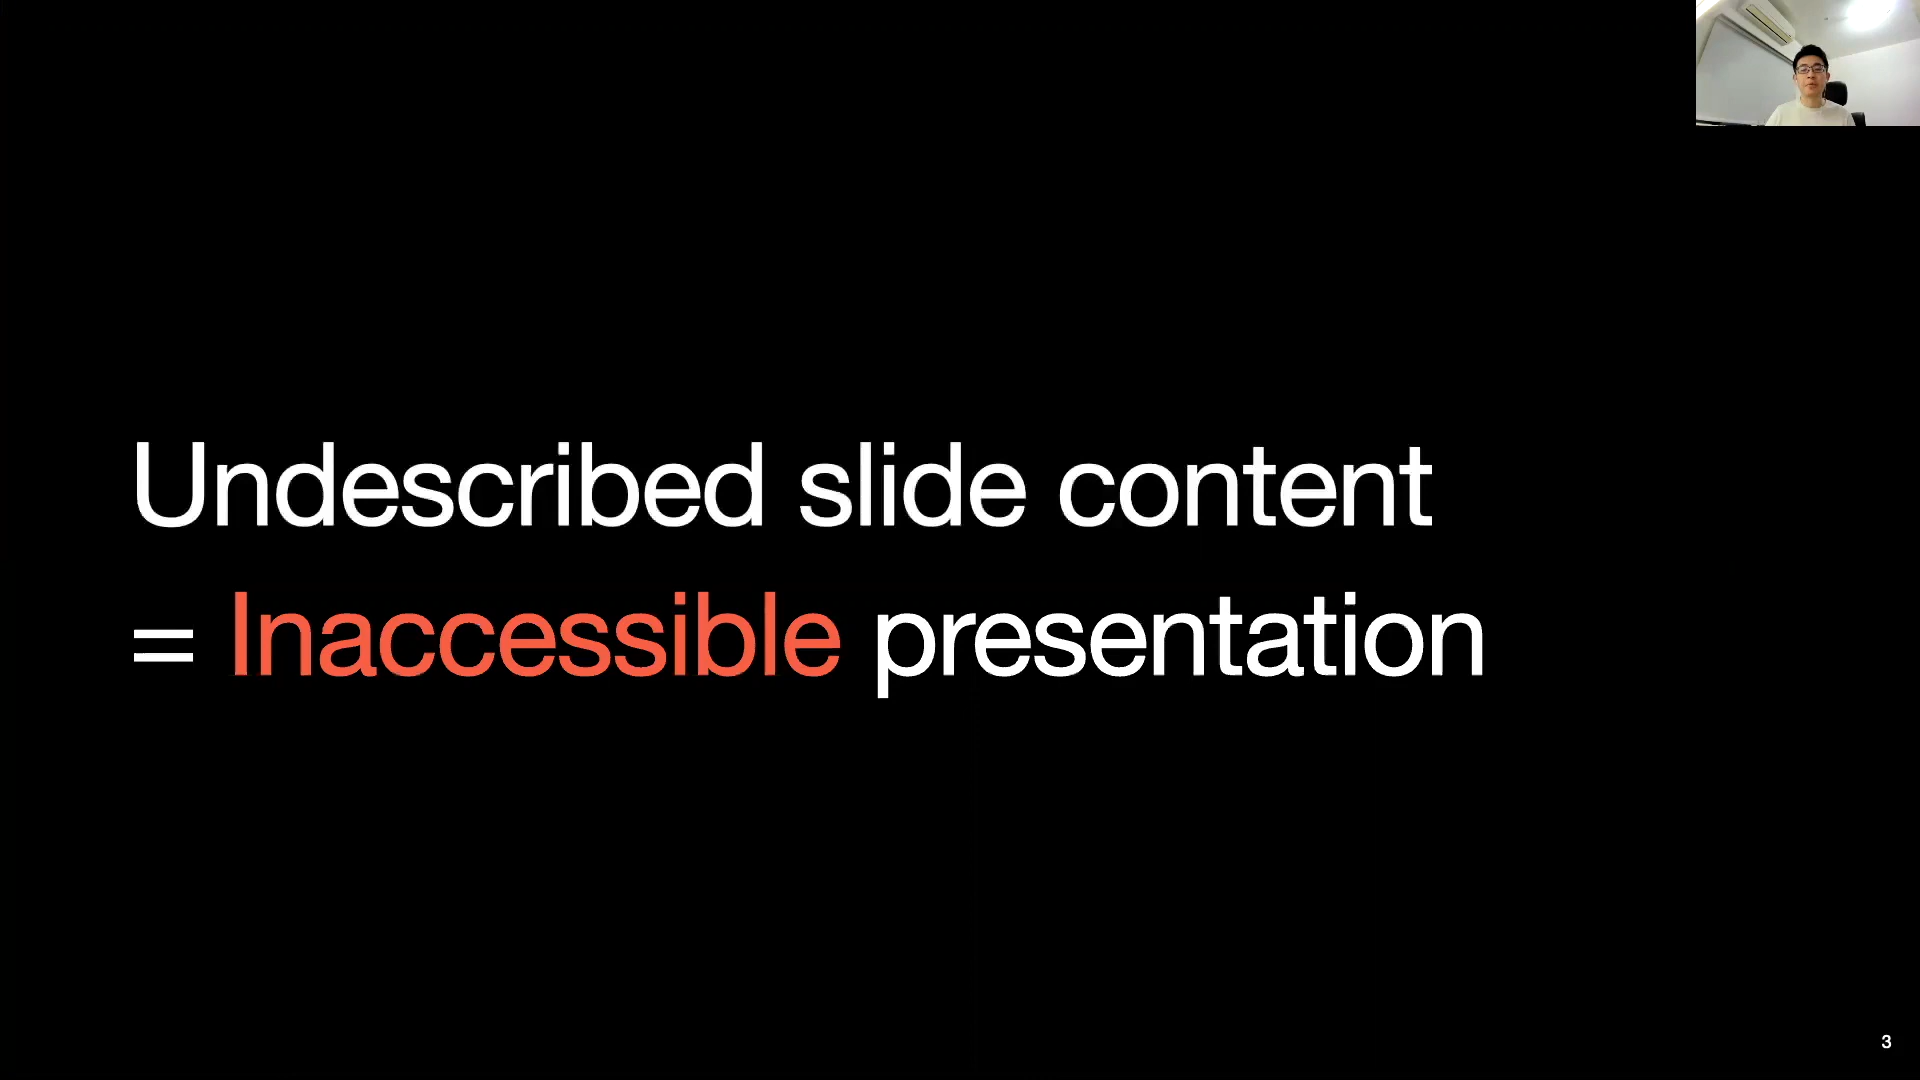 Undescribed slide content
= Inaccessible presentation
3